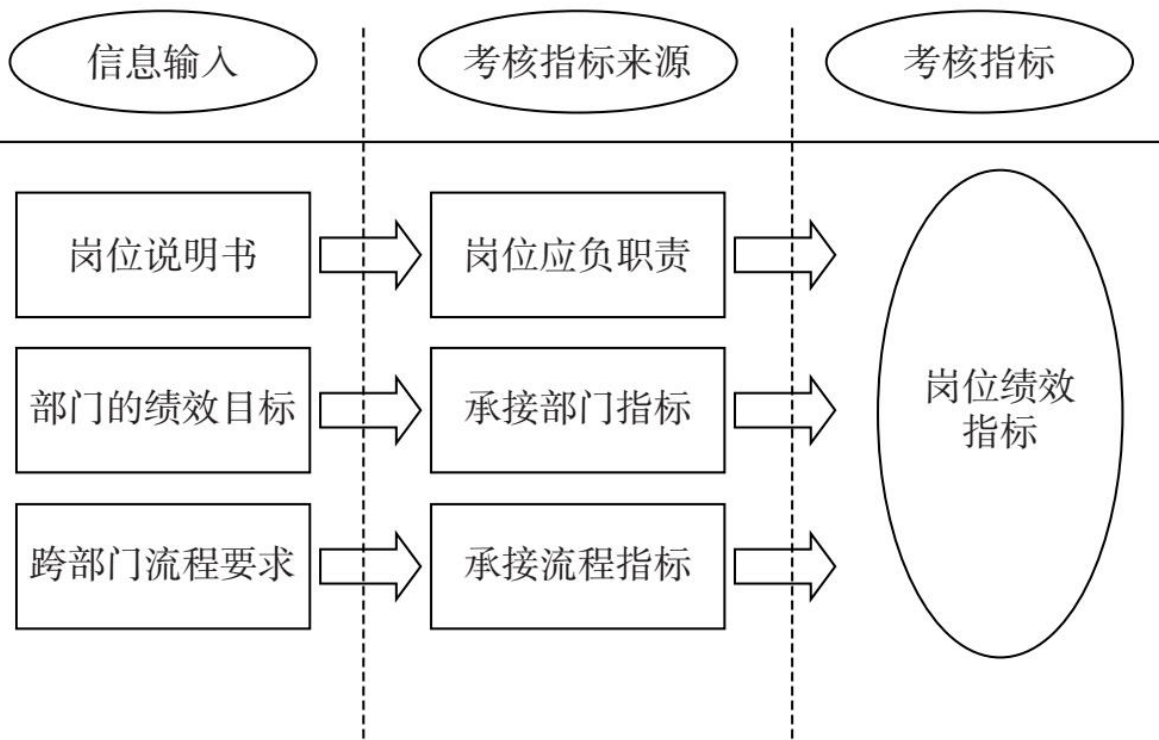 信息输入
考核指标来源
考核指标
岗位说明书
岗位应负职责
部门的绩效目标
承接部门指标
跨部门流程要求
承接流程指标
岗位绩效
指标